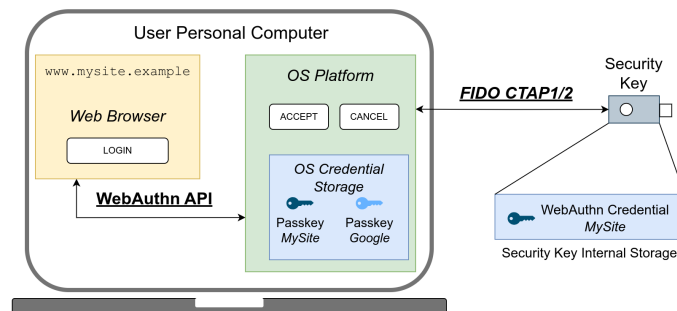 User Personal Computer
www.mysite.example
Web Browser
LOGIN
WebAuthn API
OS Platform
ACCEPT
CANCEL
OS Credential
Storage
Passkey
MySite
Passkey
Google
FIDO CTAP1/2
Security
Key
WebAuthn Credential
MySite
Security Key Internal Storage